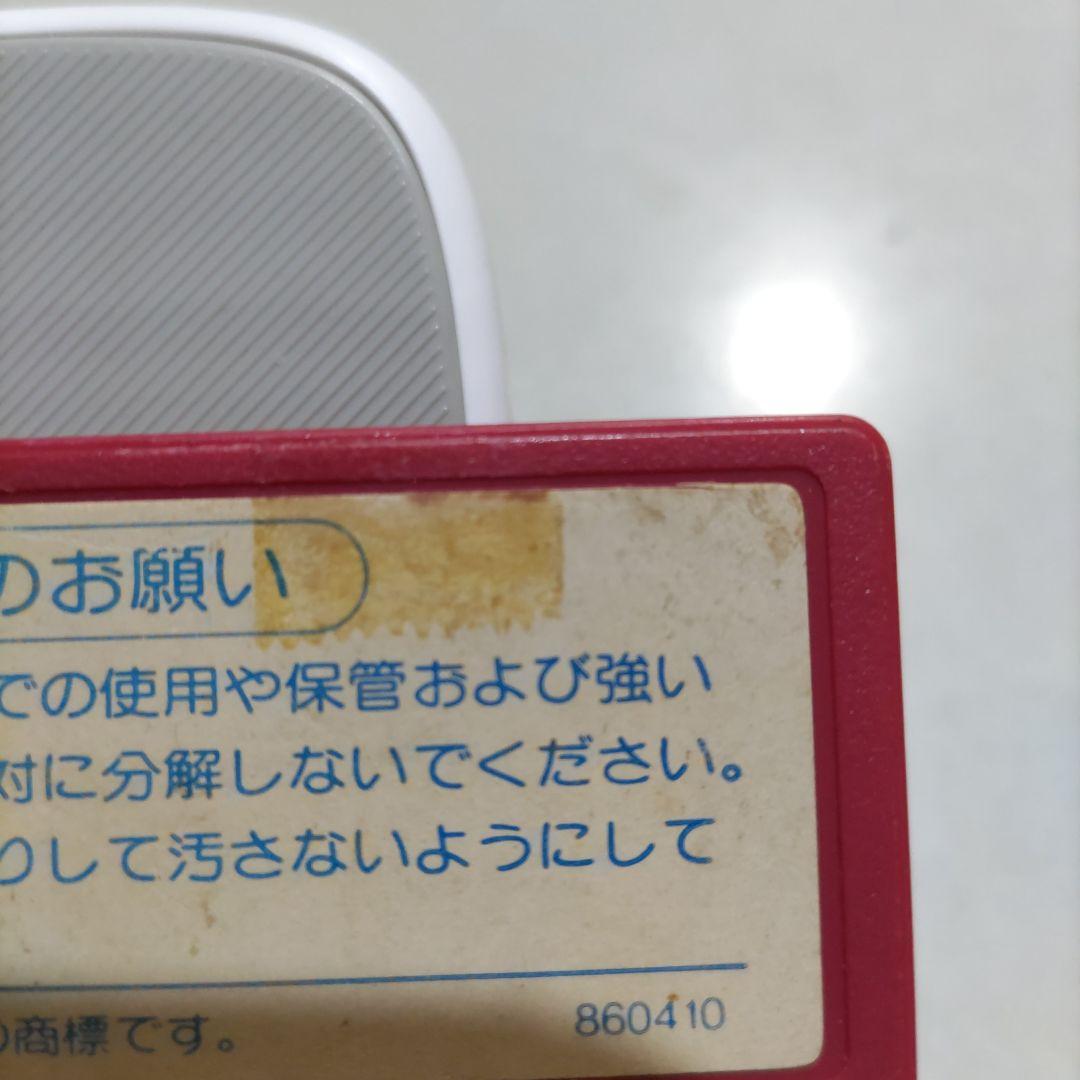 のお願い
での使用や保管および強い
対に分解しないでください。
りして汚さないようにして
の商標です。
860410